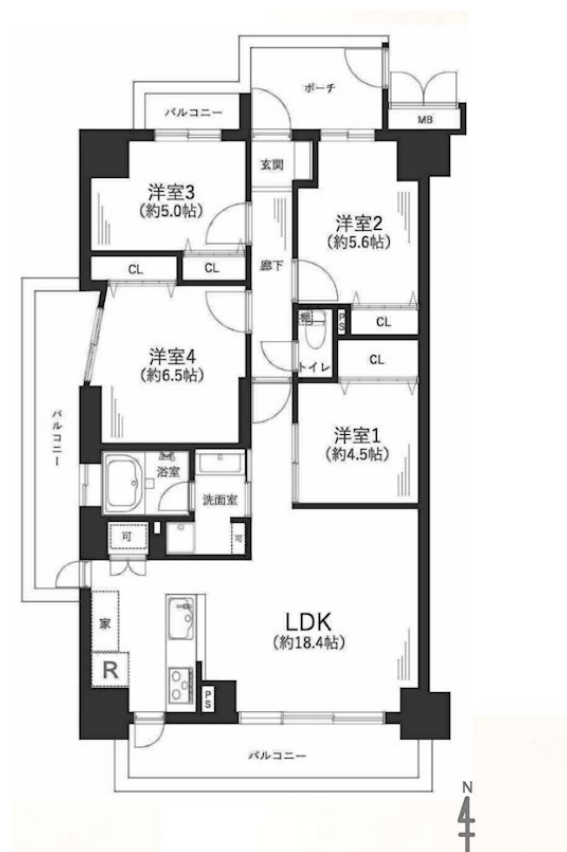 ポーチ
MB
バルコニー
玄関
洋室3
(約5.0帖)
洋室2
(約5.6帖)
廊下
CL
CL
CL
PS
トイレ
CL
洋室4
(約6.5帖)
バルコニー
洋室1
(約4.5帖)
浴室
洗面室
可
可
家
R
LDK
(約18.4帖)
PS
バルコニー
N